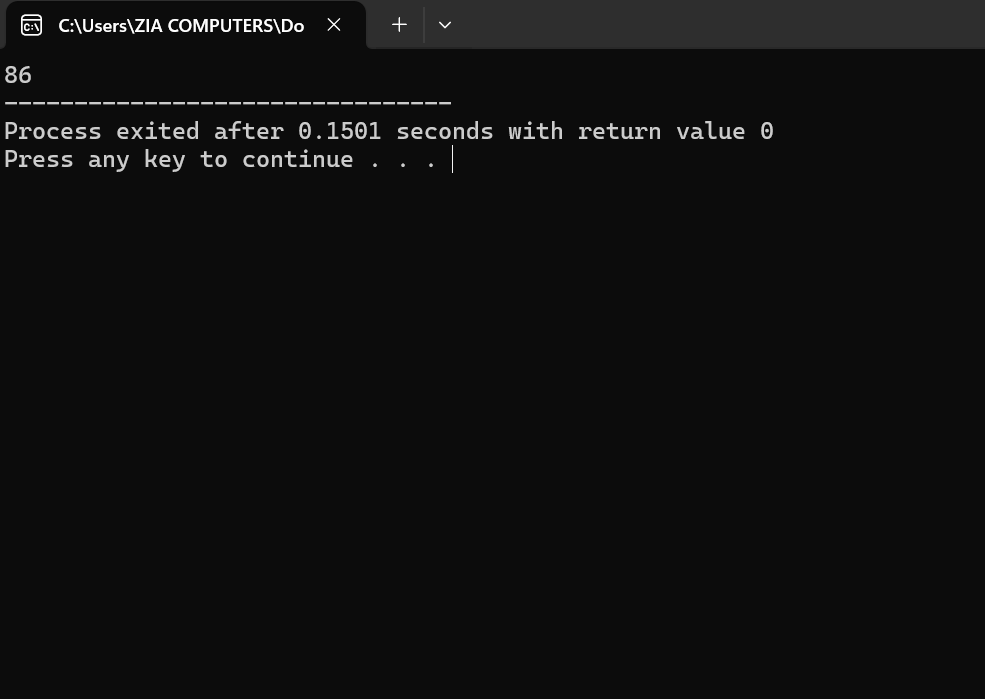 C:\Users\ZIA COMPUTERS\Do
86
--------------------------------
Process exited after 0.1501 seconds with return value 0
Press any key to continue . . .